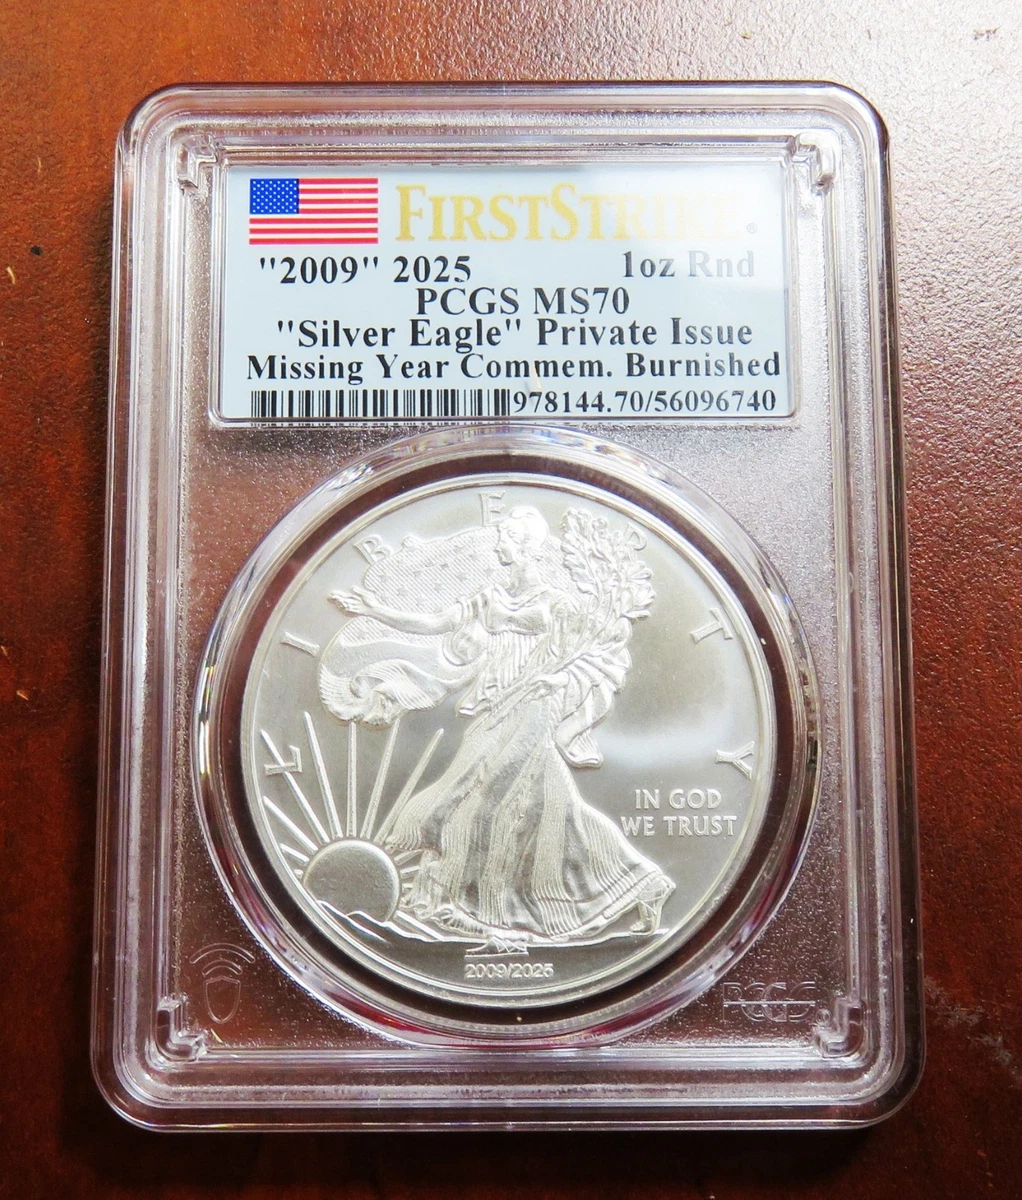 FIRSTSTRIKE®
"2009" 2025 1oz Rnd
PCGS MS70
"Silver Eagle" Private Issue
Missing Year Commem. Burnished
978144.70/56096740
LIBERTY
IN GOD
WE TRUST
2009/2025
PCGS